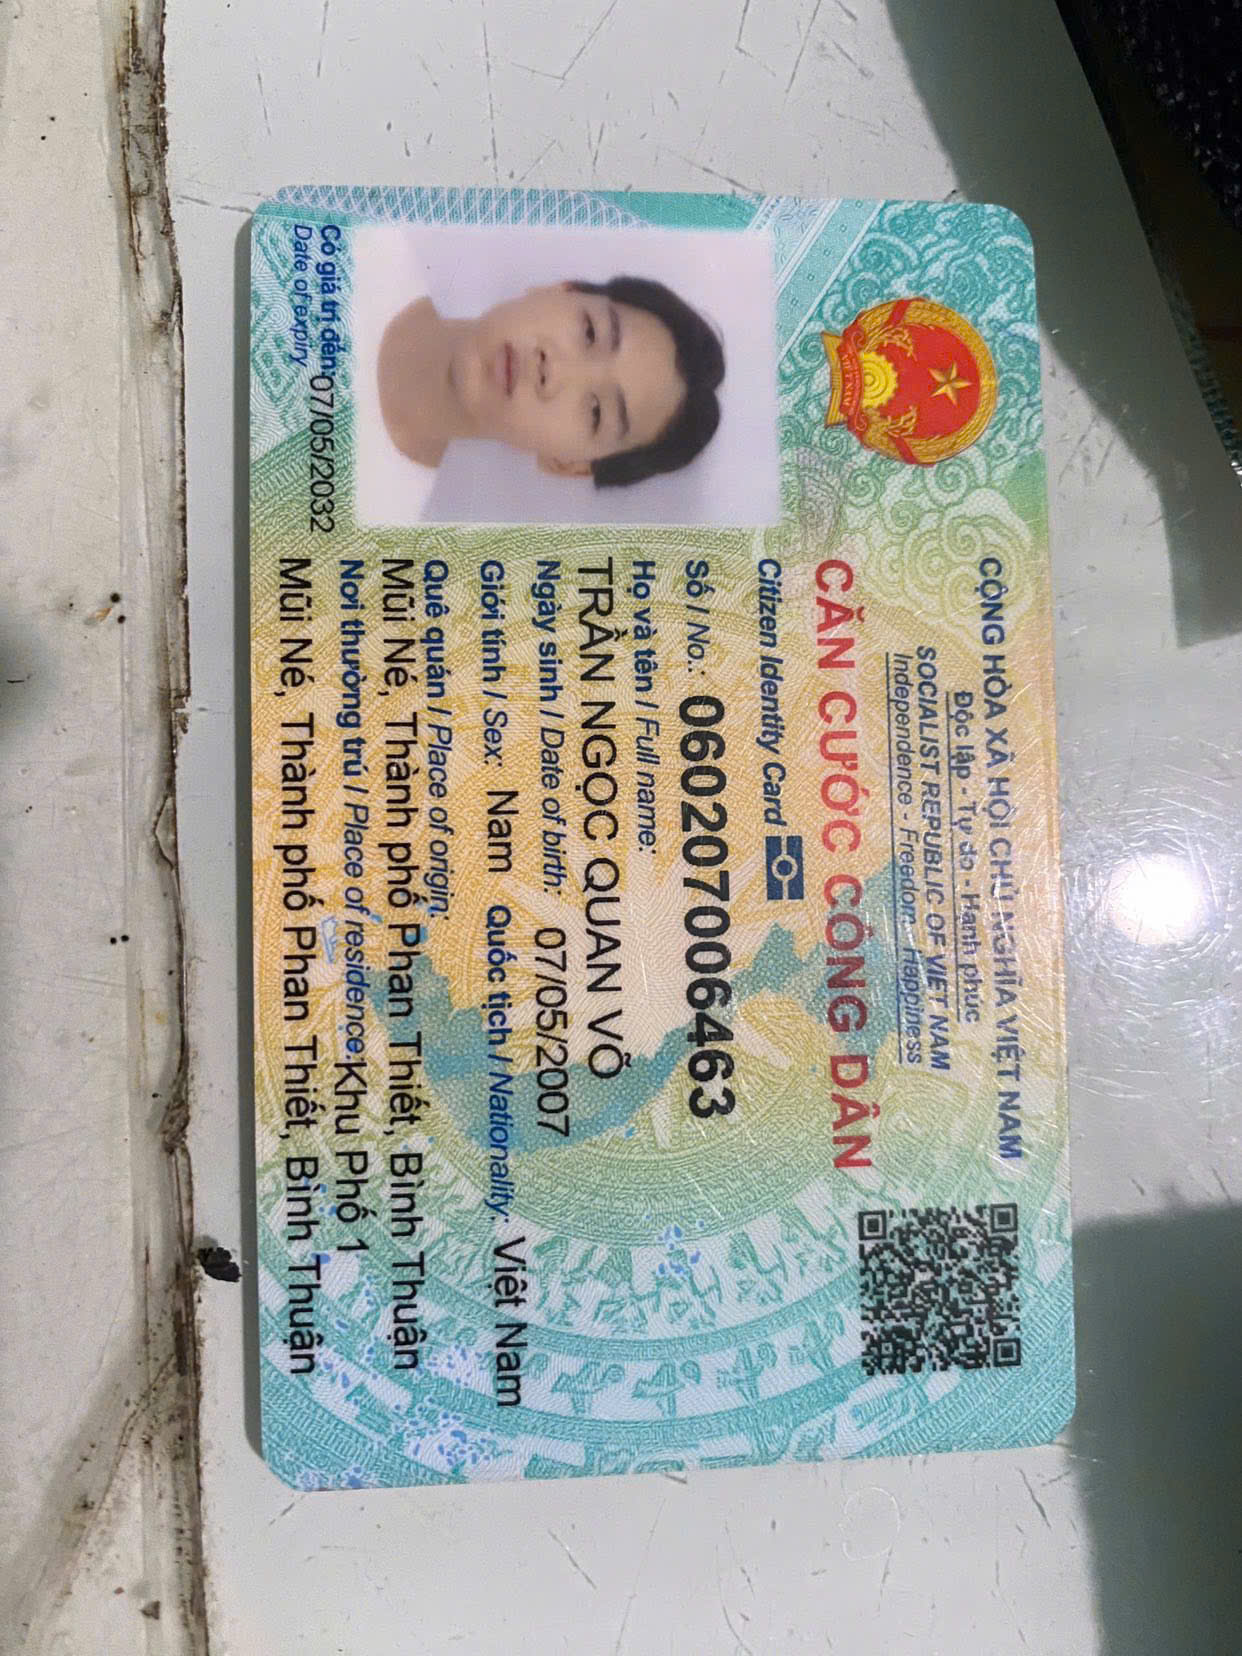 CỘNG HÒA XÃ HỘI CHỦ NGHĨA VIỆT NAM
Độc lập - Tự do - Hạnh phúc
SOCIALIST REPUBLIC OF VIET NAM
Independence - Freedom - Happiness
CĂN CƯỚC CÔNG DÂN
Citizen Identity Card
Số / No.: 060207006463
Họ và tên / Full name:
TRẦN NGỌC QUAN VÕ
Ngày sinh / Date of birth: 07/05/2007
Giới tính / Sex: Nam Quốc tịch / Nationality: Việt Nam
Quê quán / Place of origin:
Mũi Né, Thành phố Phan Thiết, Bình Thuận
Nơi thường trú / Place of residence: Khu Phố 1
Mũi Né, Thành phố Phan Thiết, Bình Thuận
Có giá trị đến: 07/05/2032
Date of expiry
VIỆT NAM